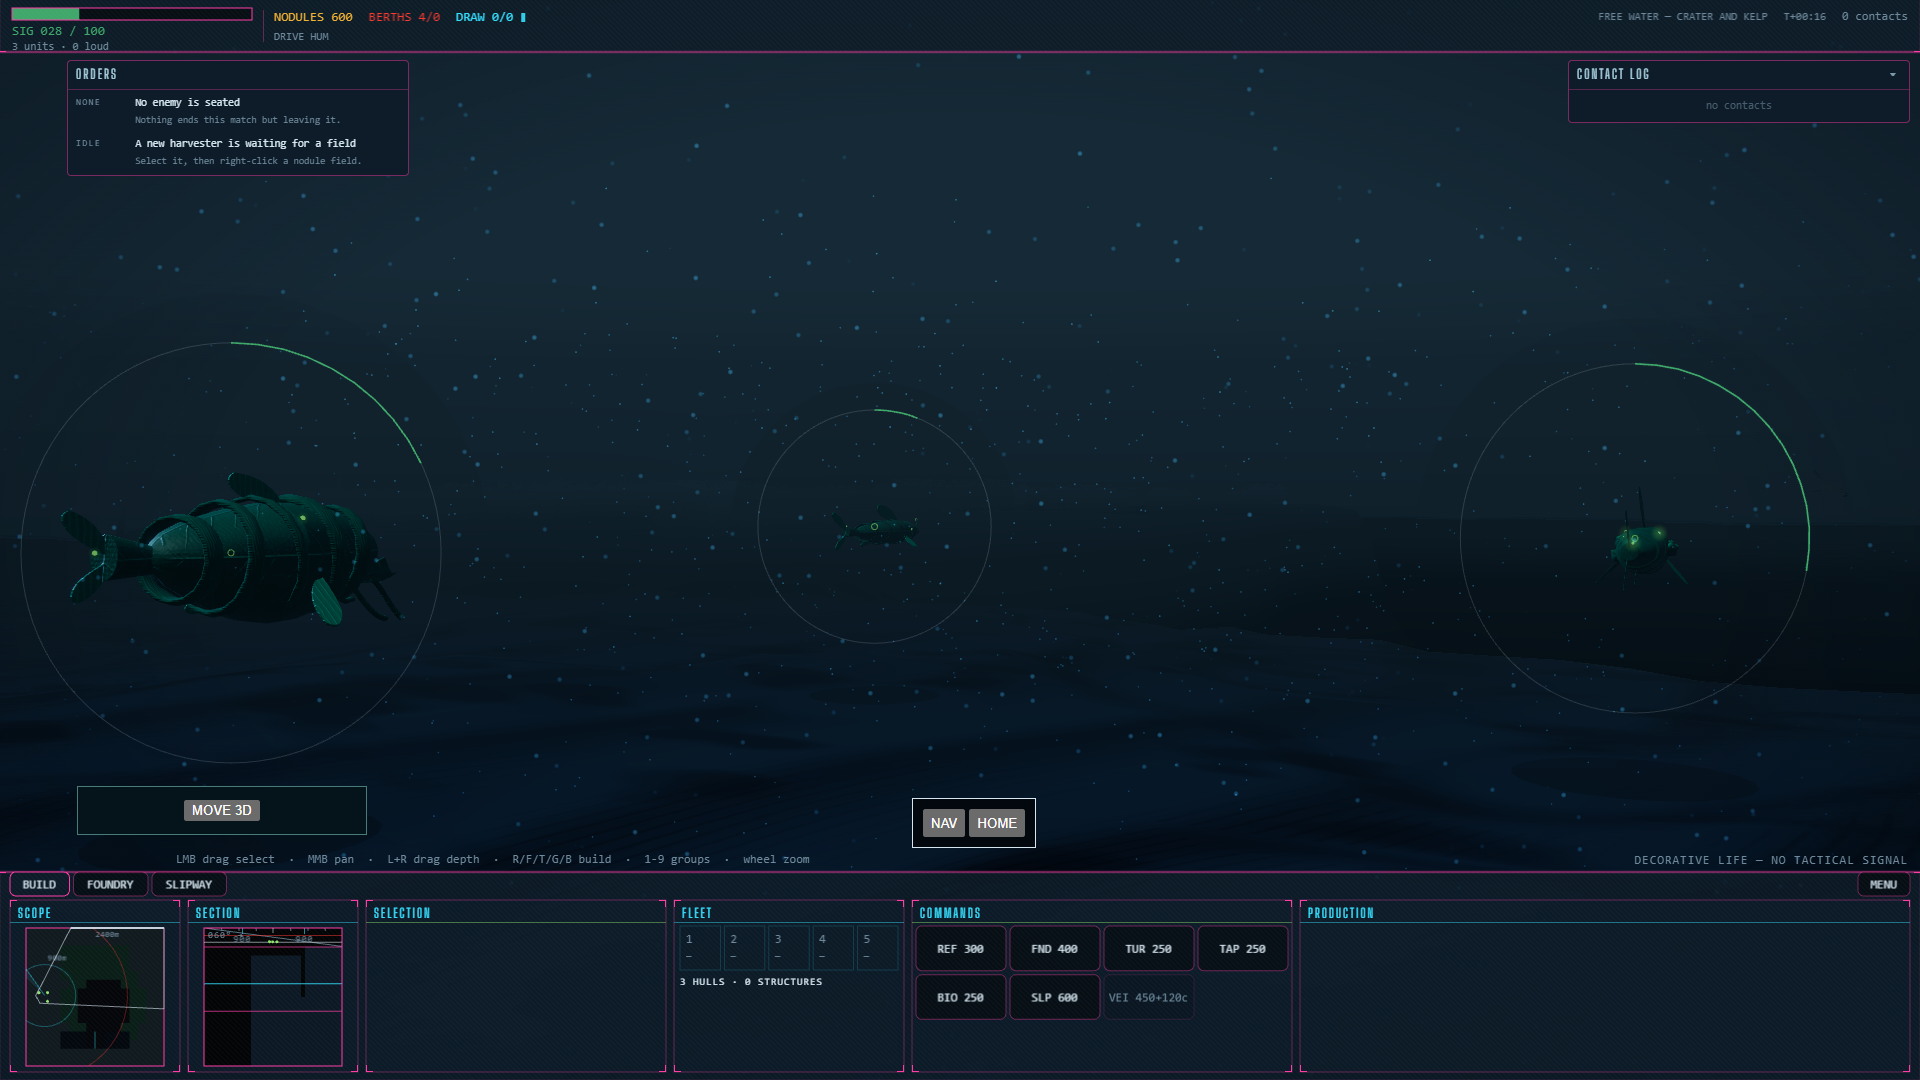 SIG 028 / 100
3 units · 0 loud
NODULES 600 BERTHS 4/0 DRAW 0/0
DRIVE HUM
FREE WATER — CRATER AND KELP T+00:16 0 contacts
ORDERS
NONE No enemy is seated
Nothing ends this match but leaving it.
IDLE A new harvester is waiting for a field
Select it, then right-click a nodule field.
CONTACT LOG
no contacts
MOVE 3D
NAV HOME
LMB drag select · MMB pan · L+R drag depth · R/F/T/G/B build · 1-9 groups · wheel zoom
DECORATIVE LIFE — NO TACTICAL SIGNAL
BUILD FOUNDRY SLIPWAY MENU
SCOPE
2400m
900m
SECTION
060°
900 900
SELECTION
FLEET
1 2 3 4 5
– – – – –
3 HULLS · 0 STRUCTURES
COMMANDS
REF 300 FND 400 TUR 250 TAP 250
BIO 250 SLP 600 VEI 450+120c
PRODUCTION